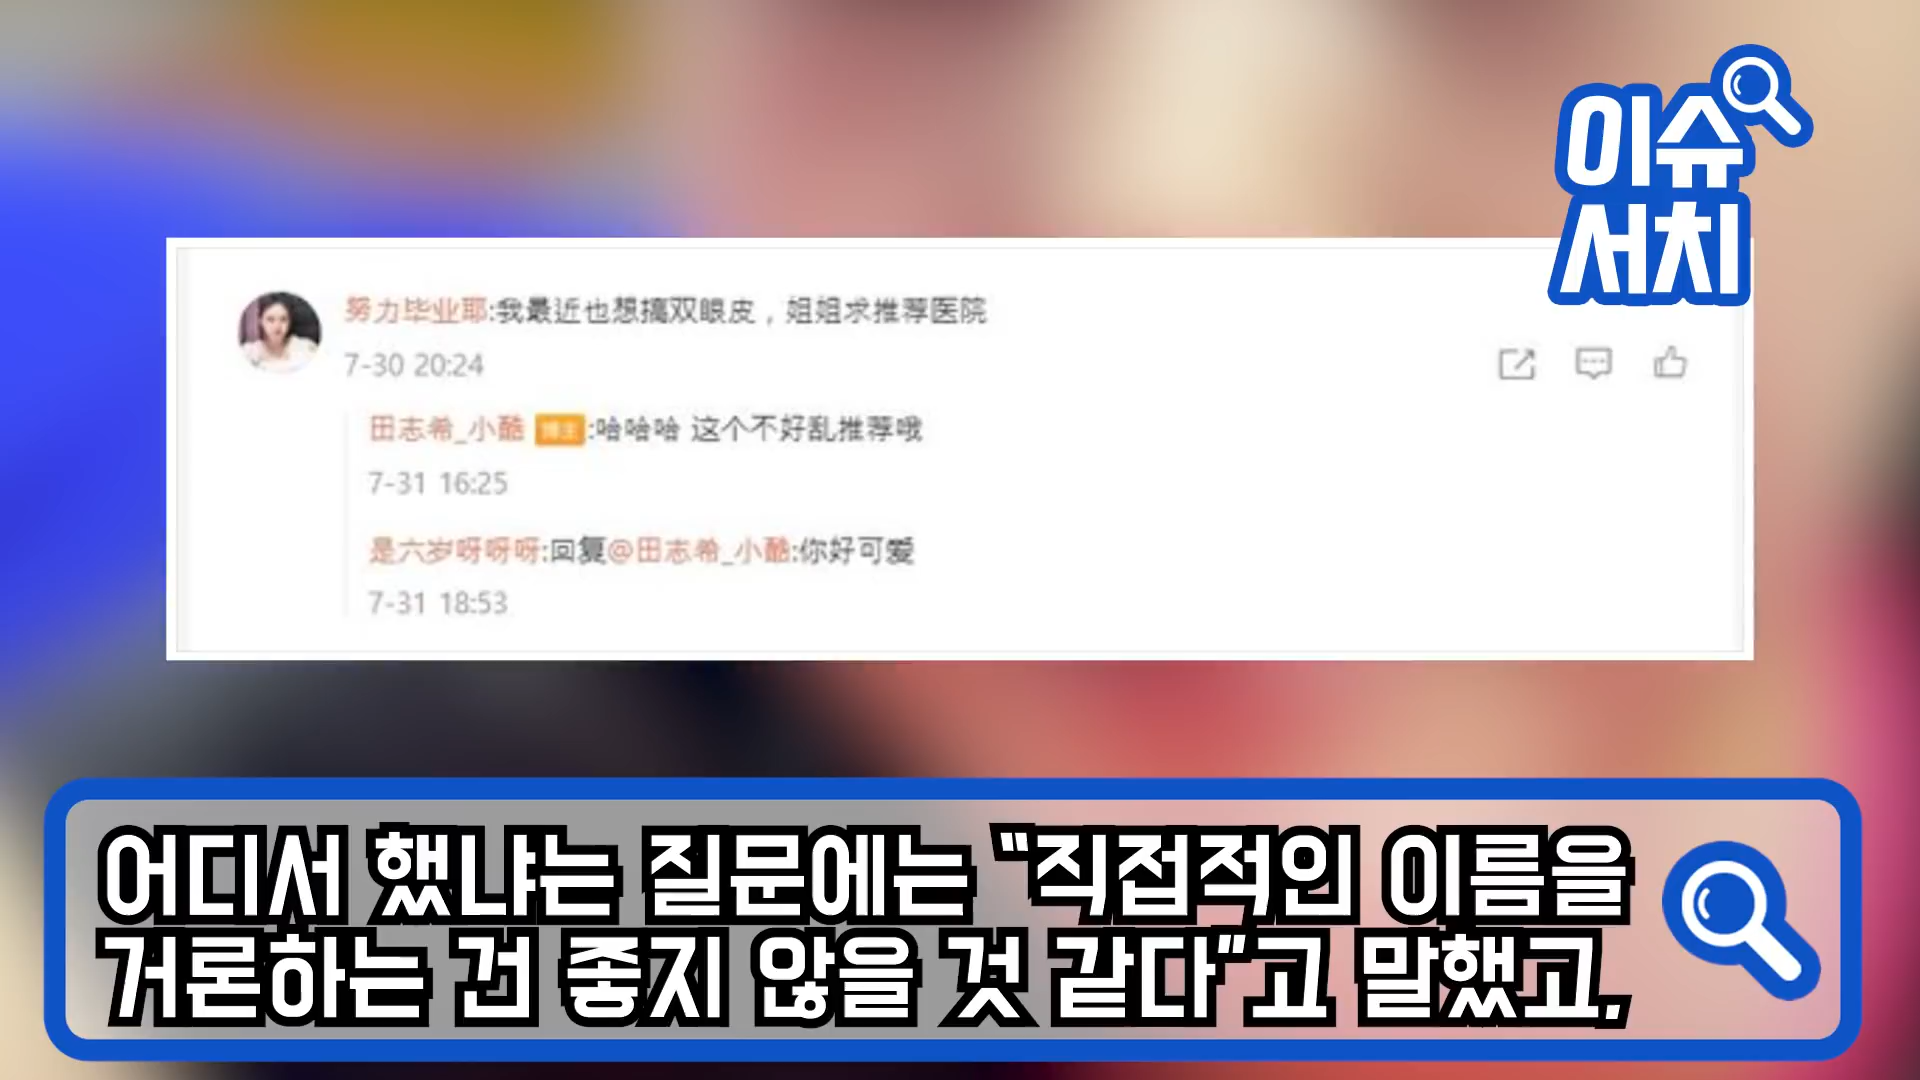 이슈
서치
努力毕业耶:我最近也想搞双眼皮，姐姐求推荐医院
7-30 20:24
田志希_小酷 博主:哈哈哈 这个不好乱推荐哦
7-31 16:25
是六岁呀呀呀:回复@田志希_小酷:你好可爱
7-31 18:53
어디서 했냐는 질문에는 "직접적인 이름을
거론하는 건 좋지 않을 것 같다"고 말했고,